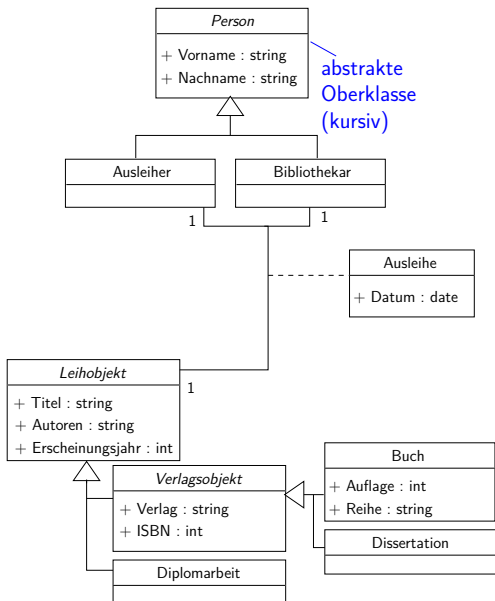 Person
+ Vorname : string
+ Nachname : string
abstrakte
Oberklasse
(kursiv)
Ausleiher
Bibliothekar
1
1
Ausleihe
+ Datum : date
1
Leihobjekt
+ Titel : string
+ Autoren : string
+ Erscheinungsjahr : int
Verlagsobjekt
+ Verlag : string
+ ISBN : int
Buch
+ Auflage : int
+ Reihe : string
Dissertation
Diplomarbeit